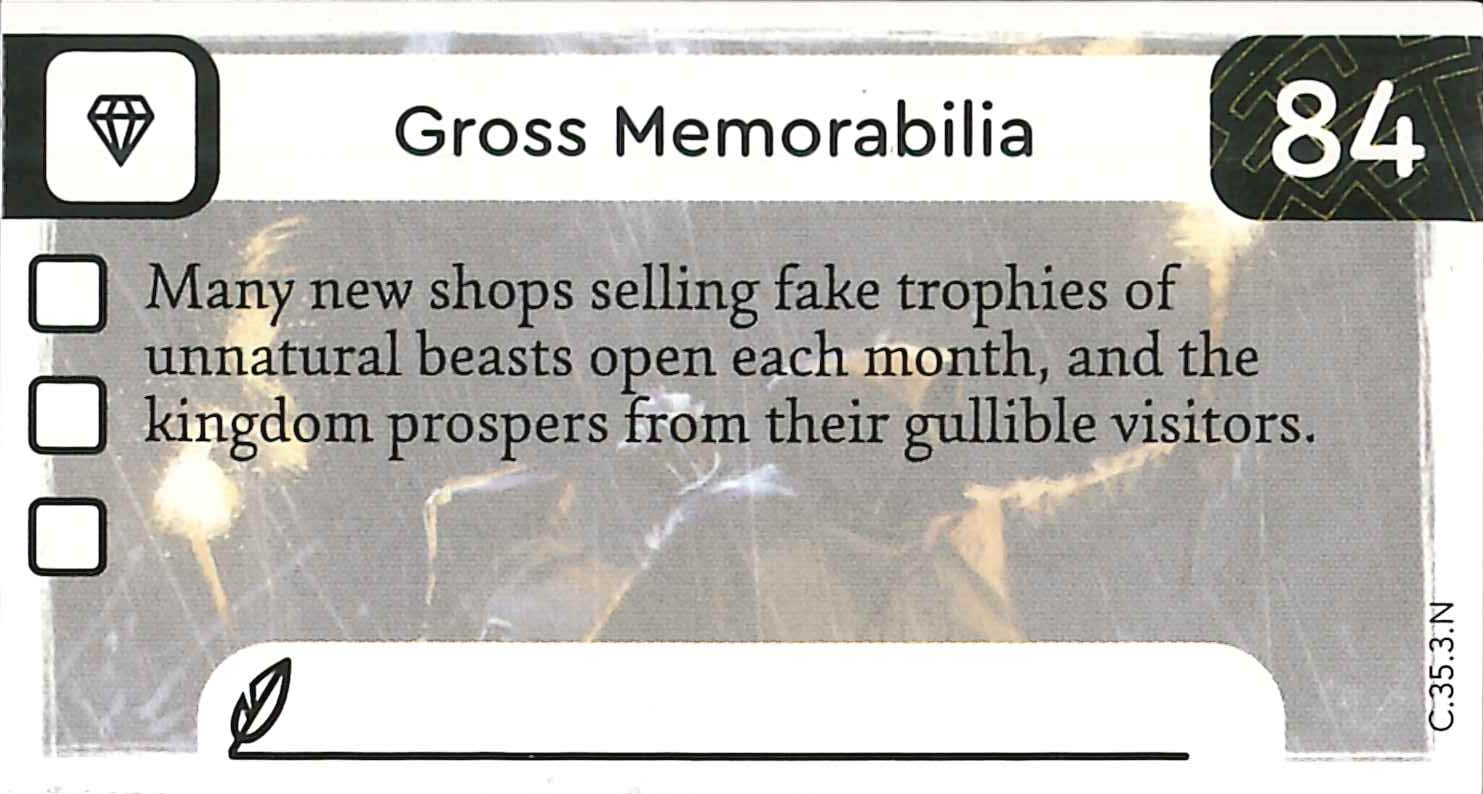 Gross Memorabilia
84
Many new shops selling fake trophies of
unnatural beasts open each month, and the
kingdom prospers from their gullible visitors.
C.35.3.N